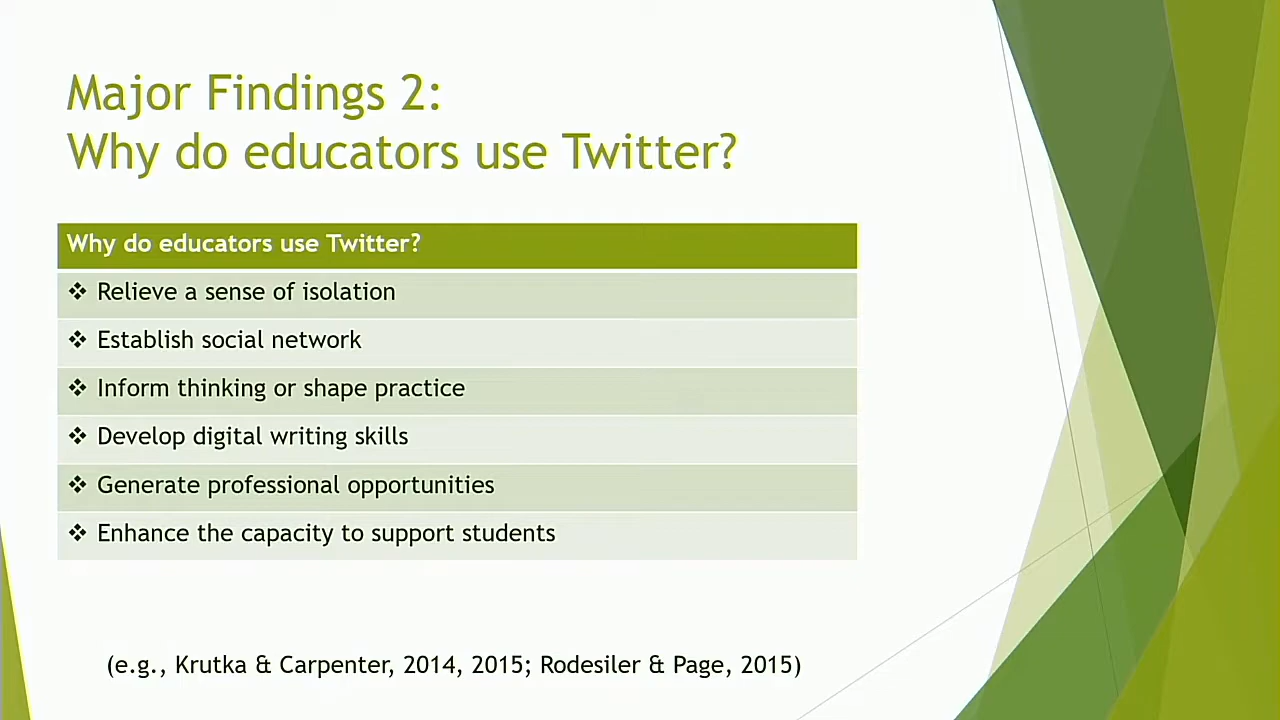 Major Findings 2:
Why do educators use Twitter?
Why do educators use Twitter?
❖ Relieve a sense of isolation
❖ Establish social network
❖ Inform thinking or shape practice
❖ Develop digital writing skills
❖ Generate professional opportunities
❖ Enhance the capacity to support students
(e.g., Krutka & Carpenter, 2014, 2015; Rodesiler & Page, 2015)